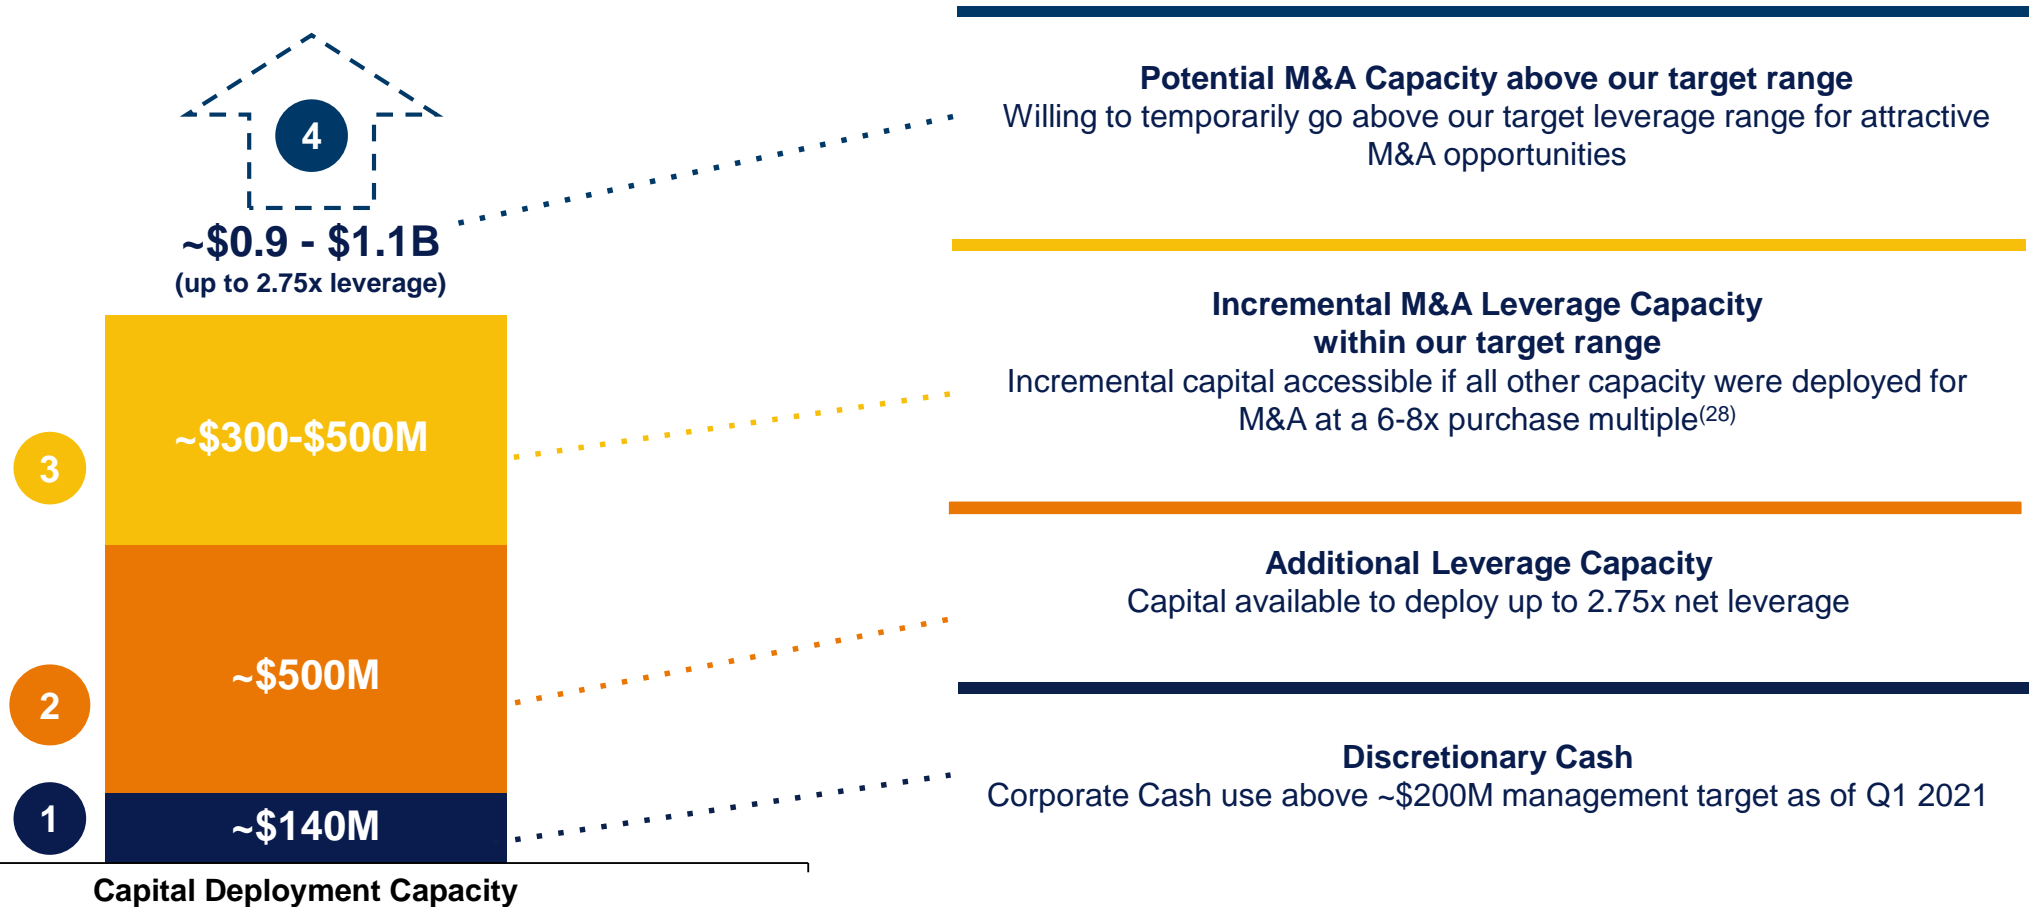 4
~$0.9 - $1.1B
(up to 2.75x leverage)
~$300-$500M
3
~$500M
2
~$140M
1
Capital Deployment Capacity
Potential M&A Capacity above our target range
Willing to temporarily go above our target leverage range for attractive
M&A opportunities
Incremental M&A Leverage Capacity
within our target range
Incremental capital accessible if all other capacity were deployed for
M&A at a 6-8x purchase multiple(28)
Additional Leverage Capacity
Capital available to deploy up to 2.75x net leverage
Discretionary Cash
Corporate Cash use above ~$200M management target as of Q1 2021